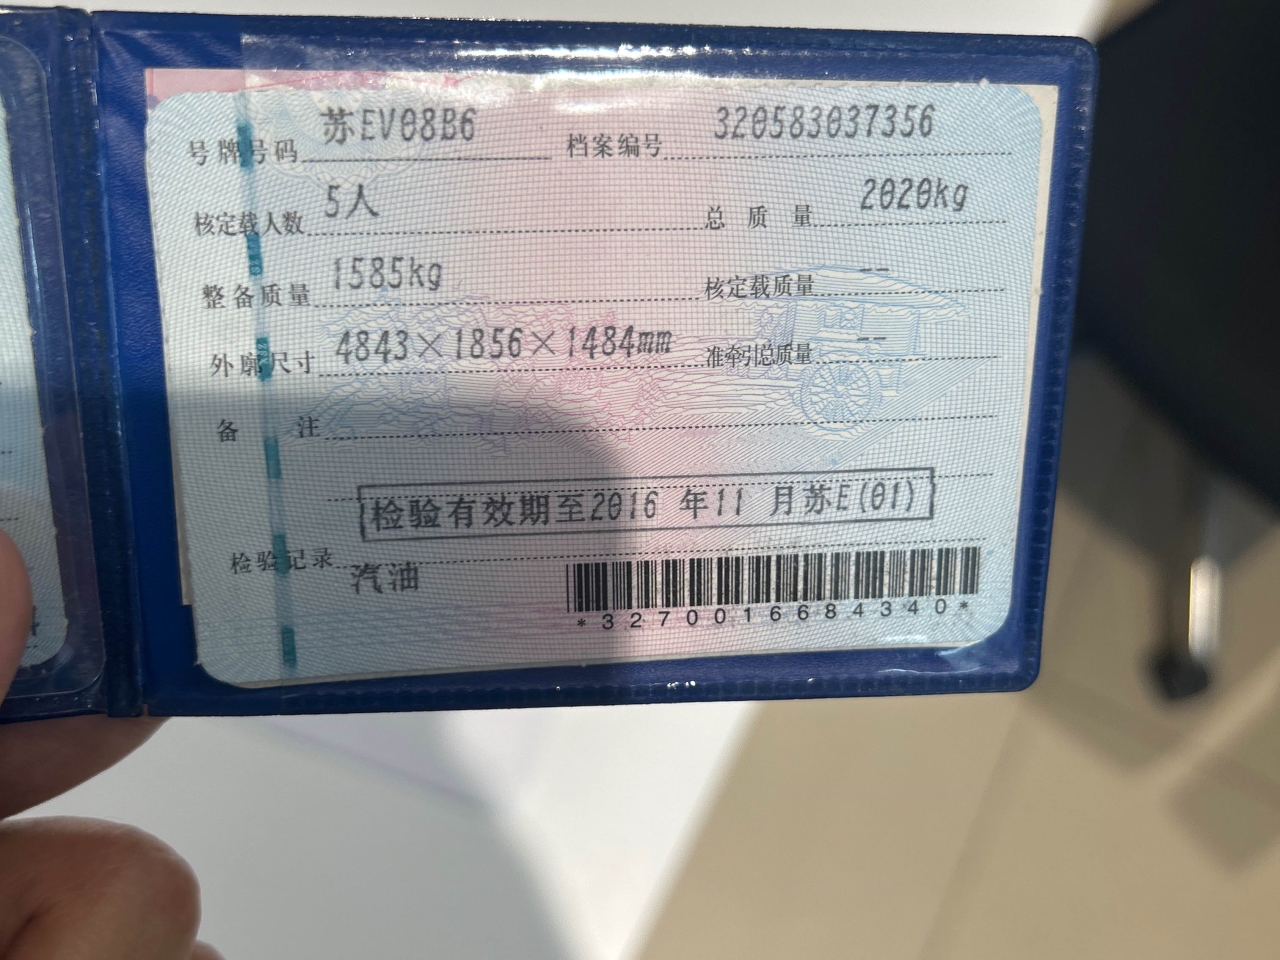 号牌号码 苏EV08B6 档案编号 320583037356
核定载人数 5人 总质量 2020kg
整备质量 1585kg 核定载质量 --
外廓尺寸 4843×1856×1484mm 准牵引总质量 --
备注
检验有效期至2016 年11 月苏E(01)
检验记录 汽油
*3270016684340*